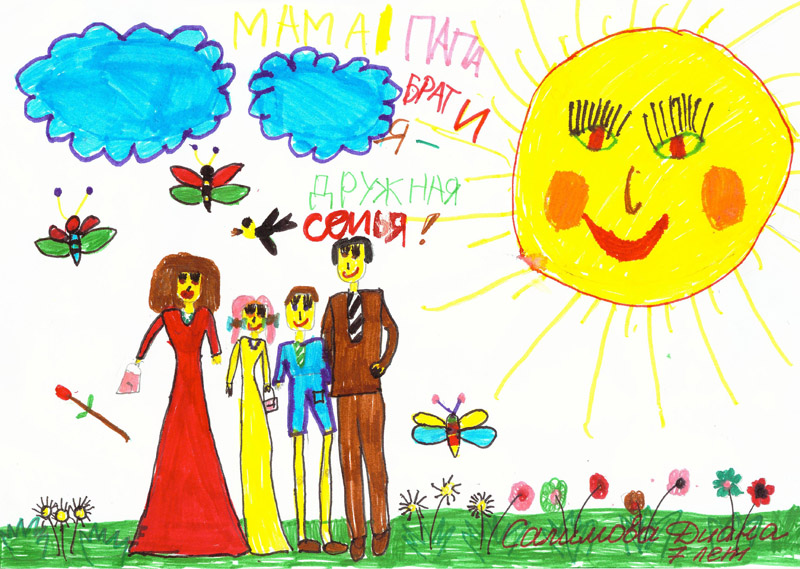 МАМА ПАПА
БРАТ И
Я -
ДРУЖНАЯ
СЕМЬЯ!
Салимова Диана
7 лет